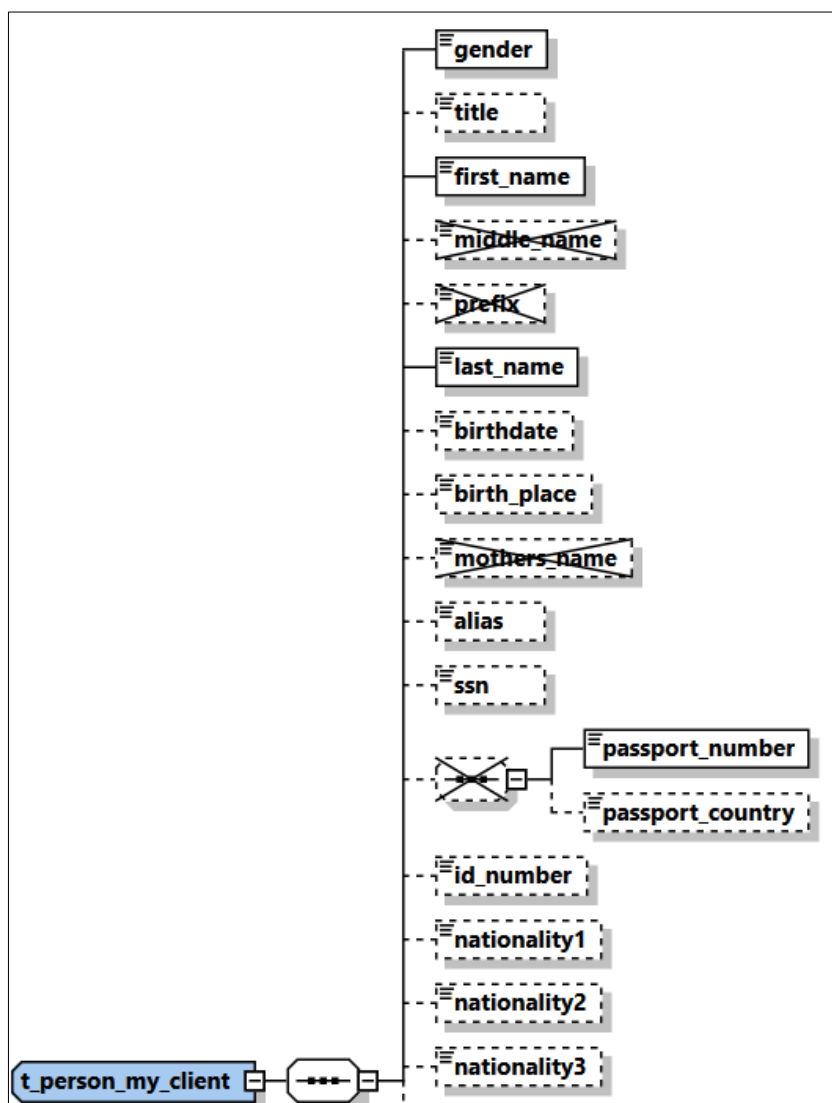 gender
title
first_name
middle_name
prefix
last_name
birthdate
birth_place
mothers_name
alias
ssn
passport_number
passport_country
id_number
nationality1
nationality2
nationality3
t_person_my_client